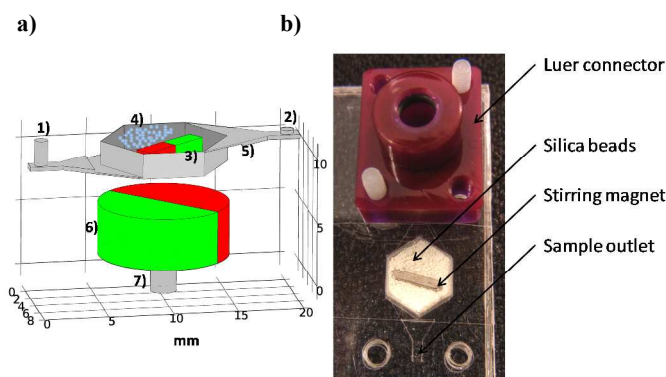 a)
b)
1)
2)
3)
4)
5)
6)
7)
10
5
0
0
2
4
6
8
0
5
10
15
20
mm
Luer connector
Silica beads
Stirring magnet
Sample outlet